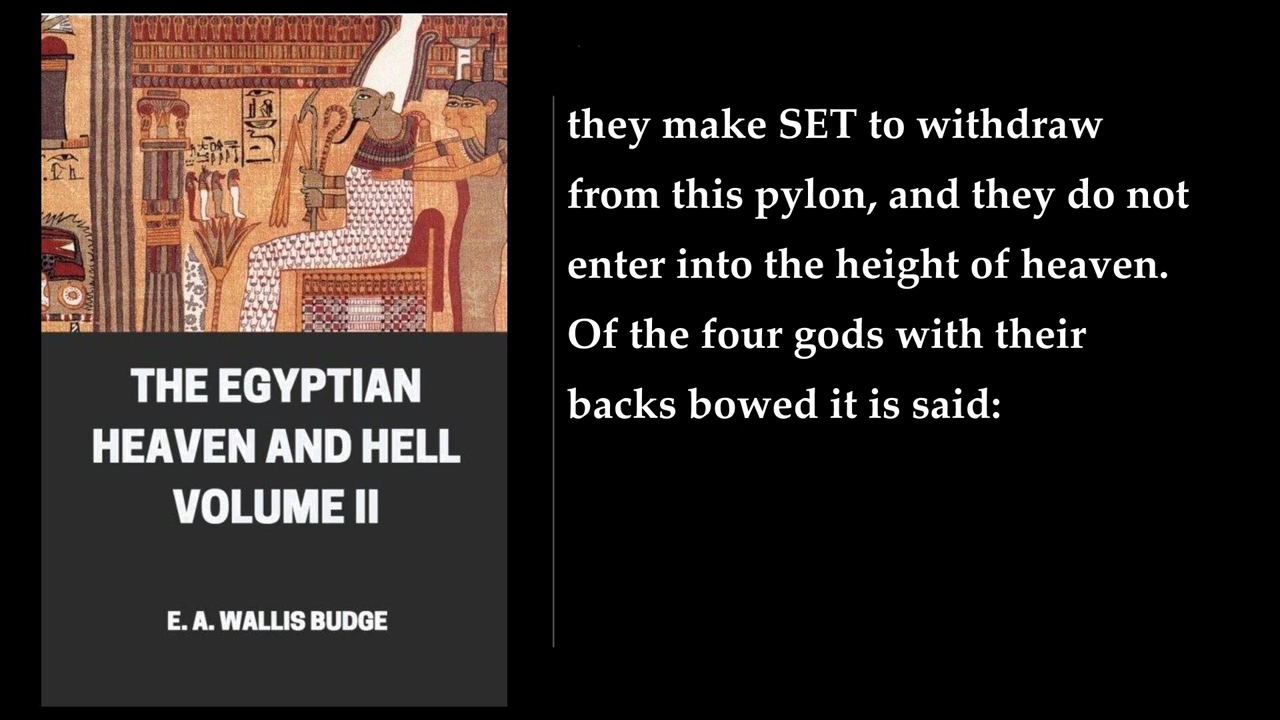 THE EGYPTIAN
HEAVEN AND HELL
VOLUME II
E. A. WALLIS BUDGE
they make SET to withdraw
from this pylon, and they do not
enter into the height of heaven.
Of the four gods with their
backs bowed it is said: